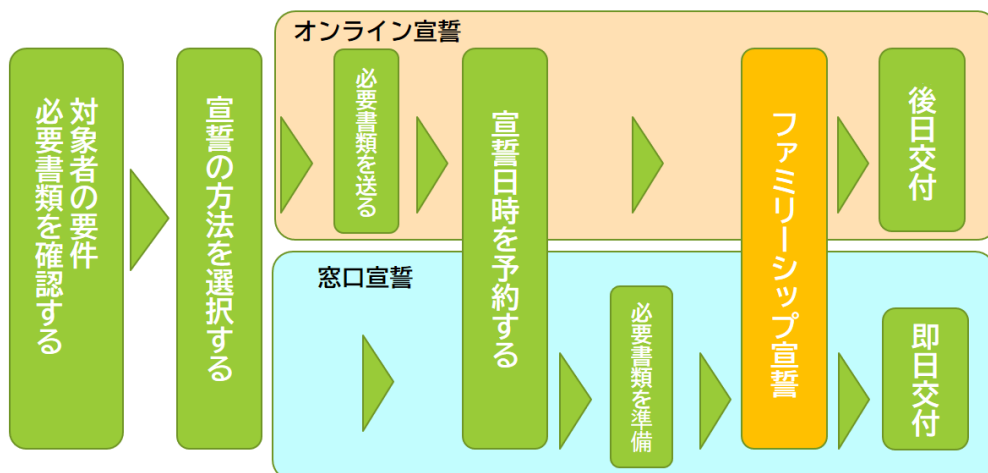 対象者の要件
必要書類を確認する
宣誓の方法を選択する
オンライン宣誓
必要書類を送る
宣誓日時を予約する
ファミリーシップ宣誓
後日交付
窓口宣誓
必要書類を準備
即日交付